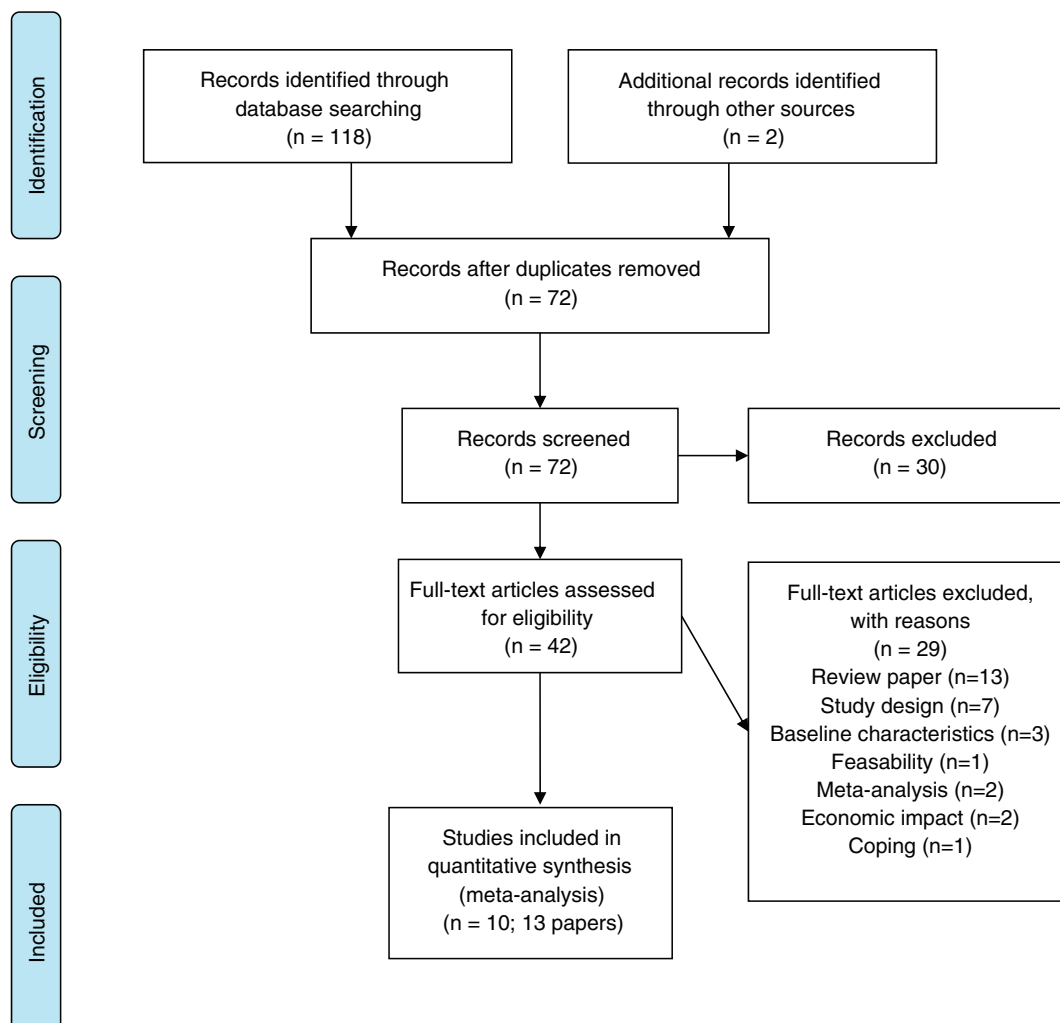 Identification
Records identified through
database searching
(n = 118)
Additional records identified
through other sources
(n = 2)
Records after duplicates removed
(n = 72)
Screening
Records screened
(n = 72)
Records excluded
(n = 30)
Eligibility
Full-text articles assessed
for eligibility
(n = 42)
Full-text articles excluded,
with reasons
(n = 29)
Review paper (n=13)
Study design (n=7)
Baseline characteristics (n=3)
Feasability (n=1)
Meta-analysis (n=2)
Economic impact (n=2)
Coping (n=1)
Included
Studies included in
quantitative synthesis
(meta-analysis)
(n = 10; 13 papers)